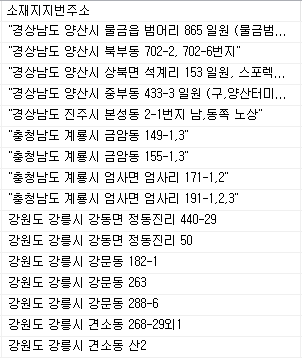 소재지지번주소
"경상남도 양산시 물금읍 범어리 865 일원 (물금범...
"경상남도 양산시 북부동 702-2, 702-6번지"
"경상남도 양산시 상북면 석계리 153 일원, 스포렉...
"경상남도 양산시 중부동 433-3 일원 (구,양산터미...
"경상남도 진주시 본성동 2-1번지 남,동쪽 노상"
"충청남도 계룡시 금암동 149-1,3"
"충청남도 계룡시 금암동 155-1,3"
"충청남도 계룡시 엄사면 엄사리 171-1,2"
"충청남도 계룡시 엄사면 엄사리 191-1,2,3"
강원도 강릉시 강동면 정동진리 440-29
강원도 강릉시 강동면 정동진리 50
강원도 강릉시 강문동 182-1
강원도 강릉시 강문동 263
강원도 강릉시 강문동 288-6
강원도 강릉시 견소동 268-29외1
강원도 강릉시 견소동 산2